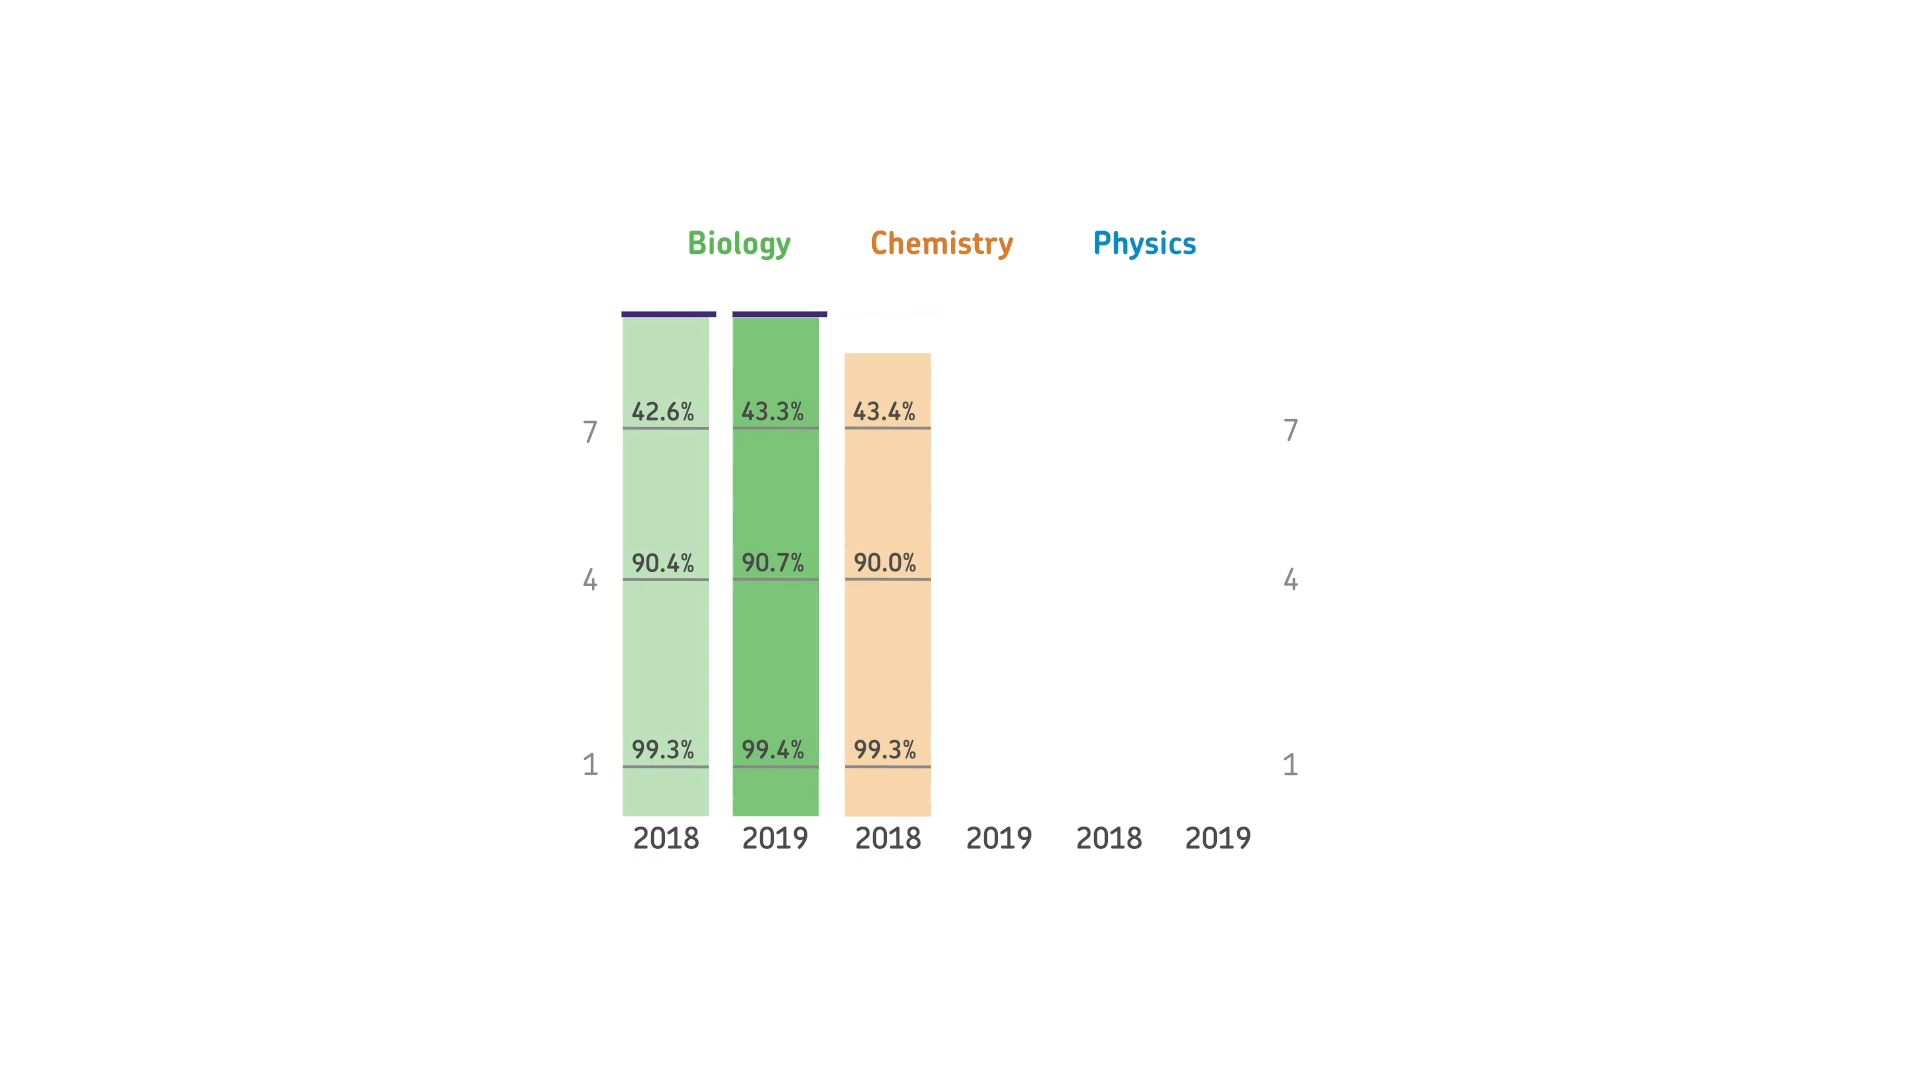 Biology Chemistry Physics
42.6% 43.3% 43.4%
7 7
90.4% 90.7% 90.0%
4 4
99.3% 99.4% 99.3%
1 1
2018 2019 2018 2019 2018 2019